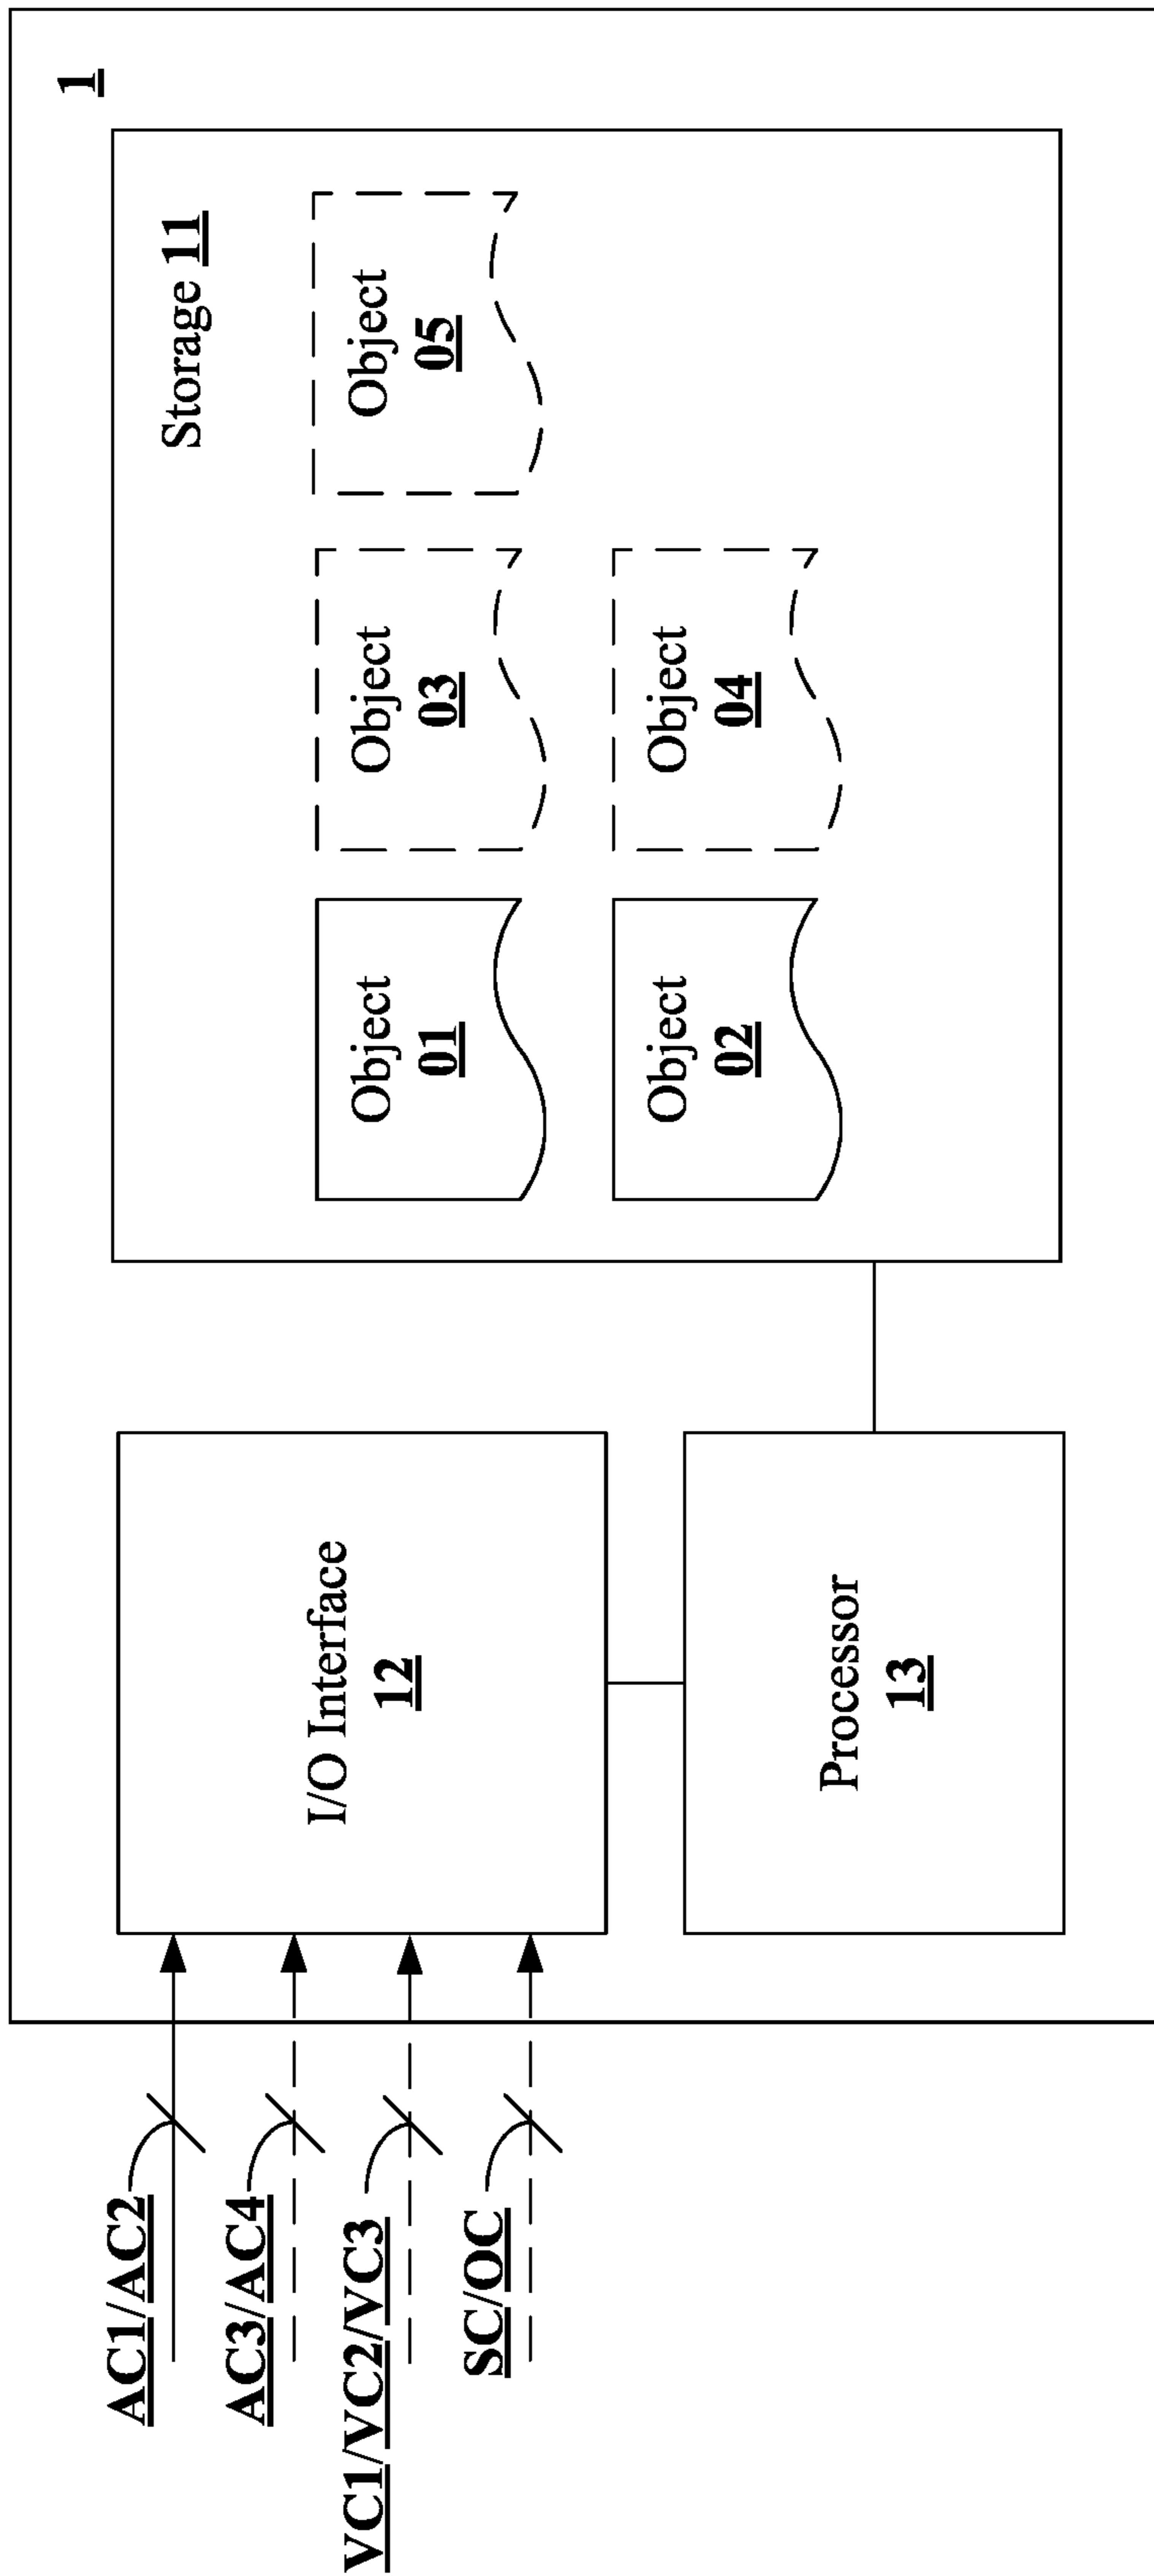 1
AC1/AC2
AC3/AC4
VC1/VC2/VC3
SC/OC
I/O Interface
12
Processor
13
Storage 11
Object
01
Object
03
Object
05
Object
02
Object
04